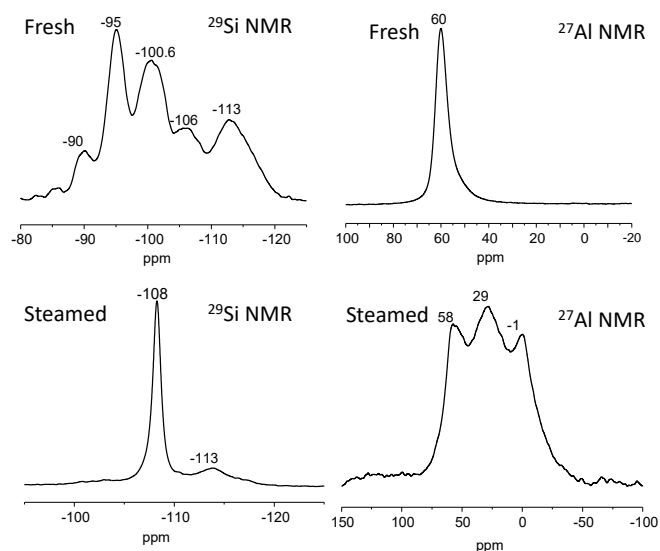 Fresh
²⁹Si NMR
-95
-100.6
-90
-106
-113
-80 -90 -100 -110 -120
ppm
Fresh
²⁷Al NMR
60
100 80 60 40 20 0 -20
ppm
Steamed
²⁹Si NMR
-108
-113
-100 -110 -120
ppm
Steamed
²⁷Al NMR
58
29
-1
150 100 50 0 -50 -100
ppm